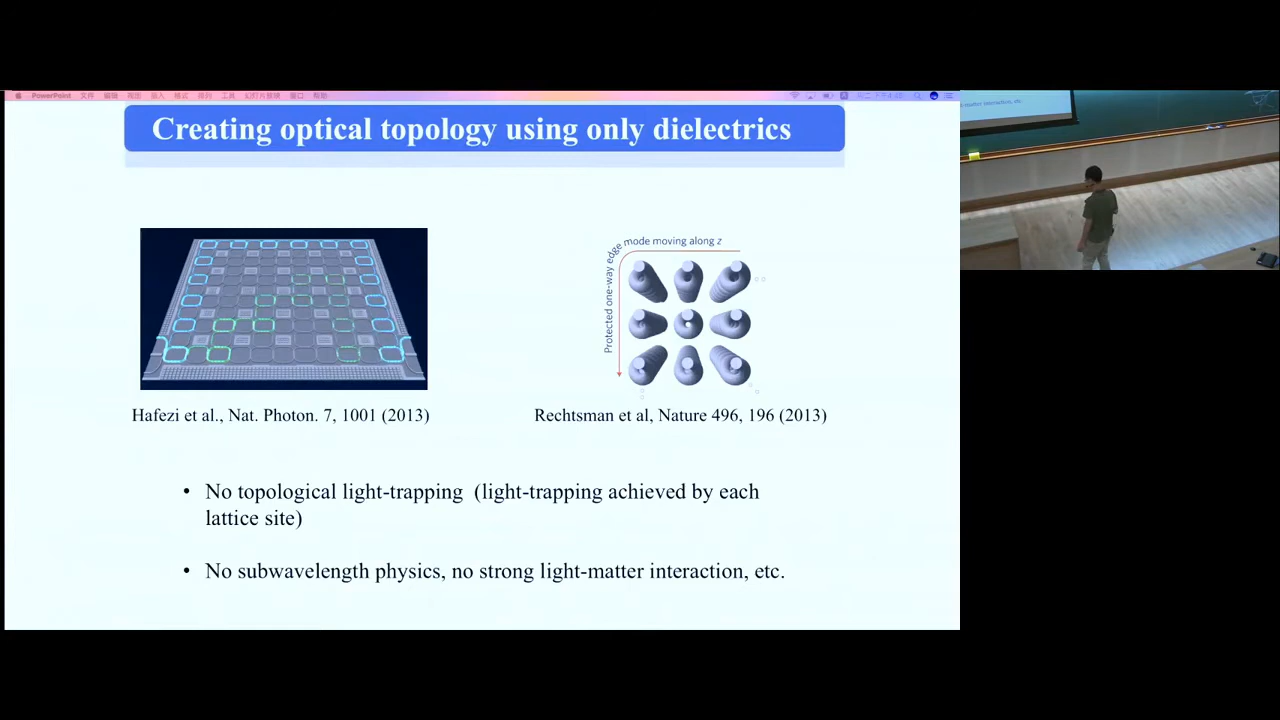 PowerPoint 文件 编辑 视图 插入 格式 排列 工具 幻灯片放映 窗口 帮助
Creating optical topology using only dielectrics
mode moving along z
Protected one-way edge
Hafezi et al., Nat. Photon. 7, 1001 (2013)
Rechtsman et al, Nature 496, 196 (2013)
• No topological light-trapping (light-trapping achieved by each
lattice site)
• No subwavelength physics, no strong light-matter interaction, etc.
matter interaction, etc.